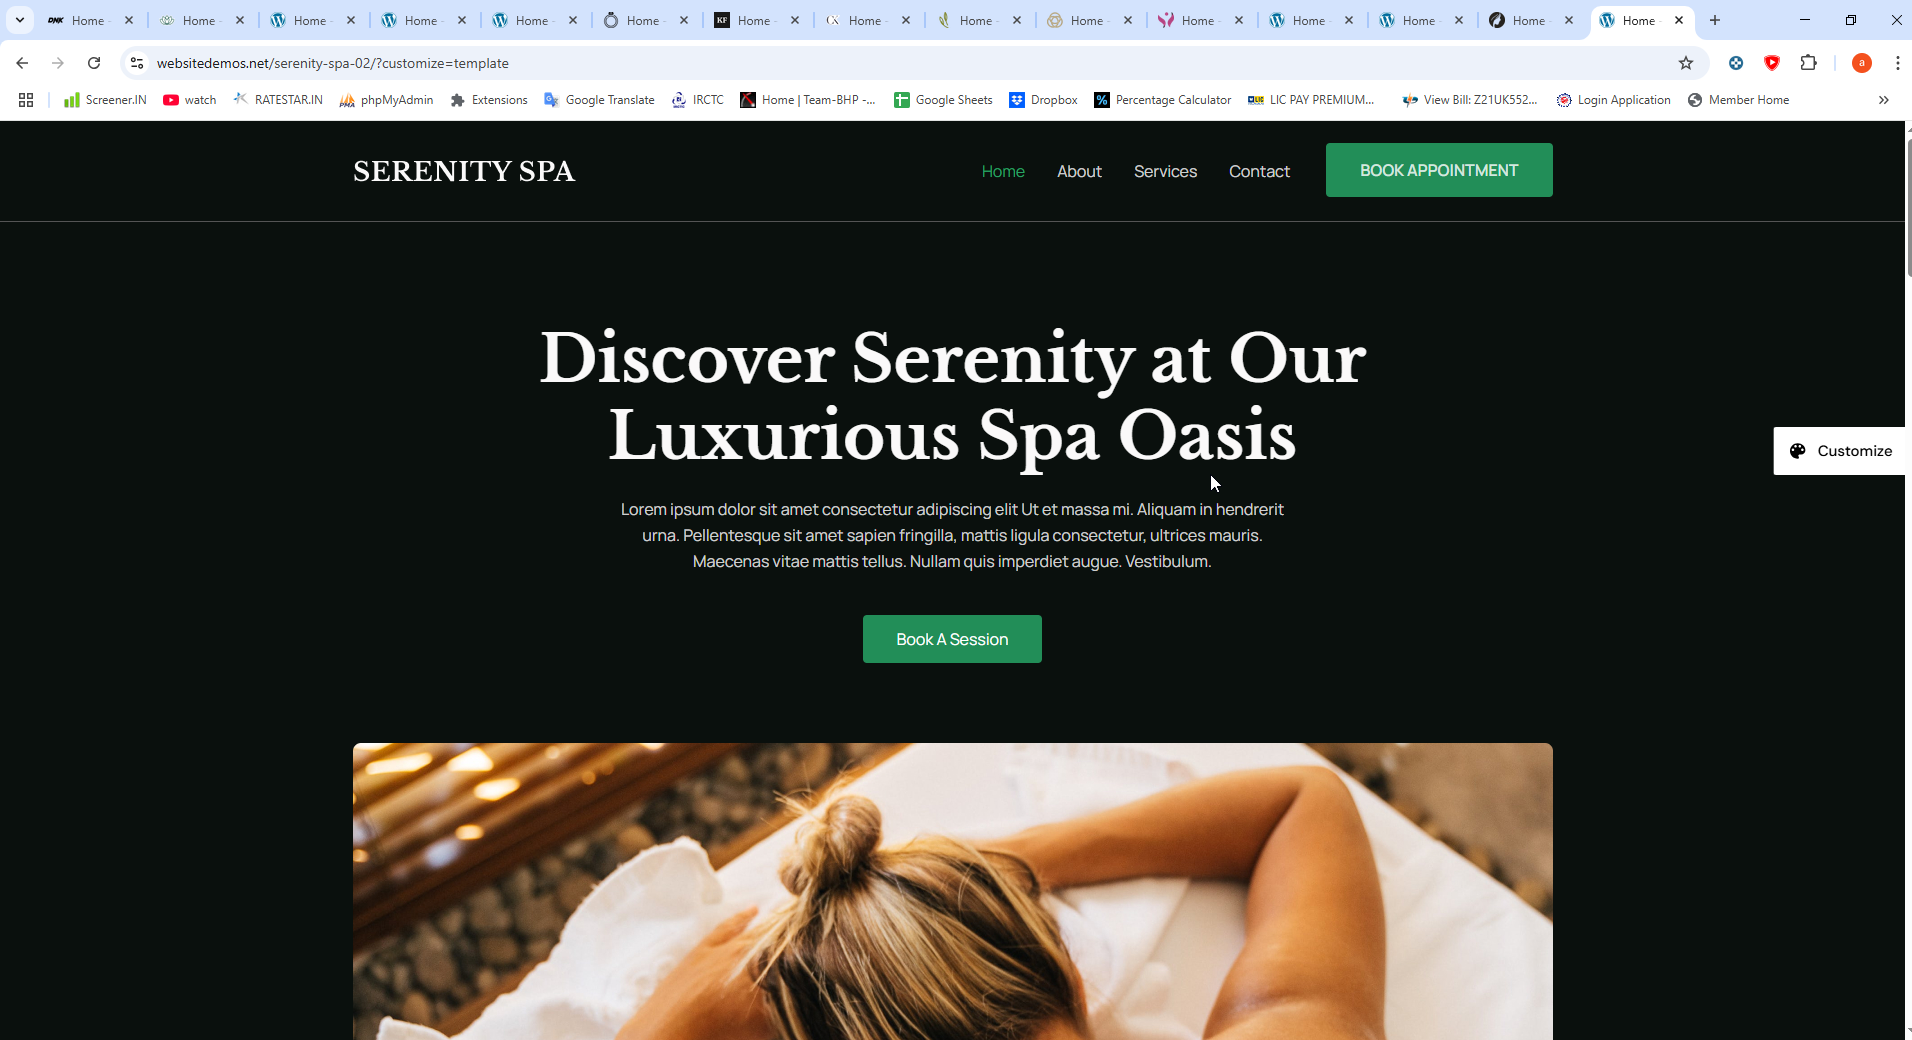 DNK Home
Home
Home
Home
Home
Home
KF Home
Home
Home
Home
Home
Home
Home
Home
Home
websitedemos.net/serenity-spa-02/?customize=template
a
Screener.IN
watch
RATESTAR.IN
phpMyAdmin
Extensions
Google Translate
IRCTC
Home | Team-BHP -...
Google Sheets
Dropbox
Percentage Calculator
LIC PAY PREMIUM...
View Bill: Z21UK552...
Login Application
Member Home
SERENITY SPA
Home
About
Services
Contact
BOOK APPOINTMENT
Discover Serenity at Our
Luxurious Spa Oasis
Customize
Lorem ipsum dolor sit amet consectetur adipiscing elit Ut et massa mi. Aliquam in hendrerit
urna. Pellentesque sit amet sapien fringilla, mattis ligula consectetur, ultrices mauris.
Maecenas vitae mattis tellus. Nullam quis imperdiet augue. Vestibulum.
Book A Session